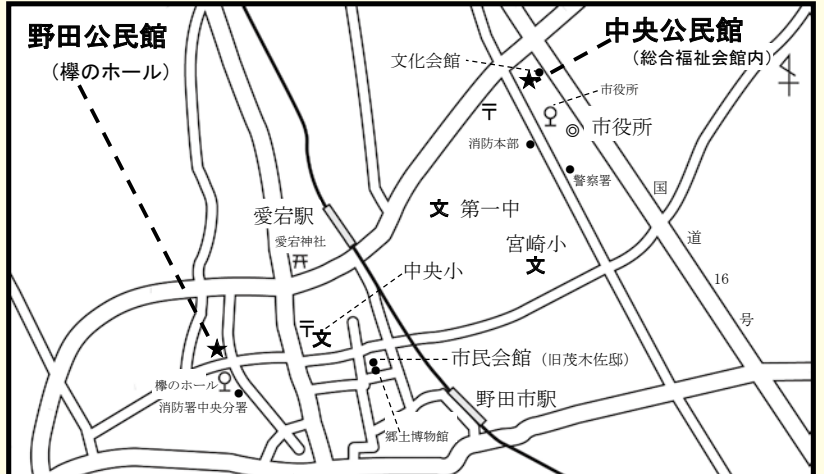 野田公民館
（欅のホール）
中央公民館
（総合福祉会館内）
文化会館
市役所
〒
市役所
消防本部
警察署
国
道
16
号
文 第一中
愛宕駅
愛宕神社
宮崎小
文
中央小
〒
文
市民会館（旧茂木佐邸）
野田市駅
欅のホール
消防署中央分署
郷土博物館